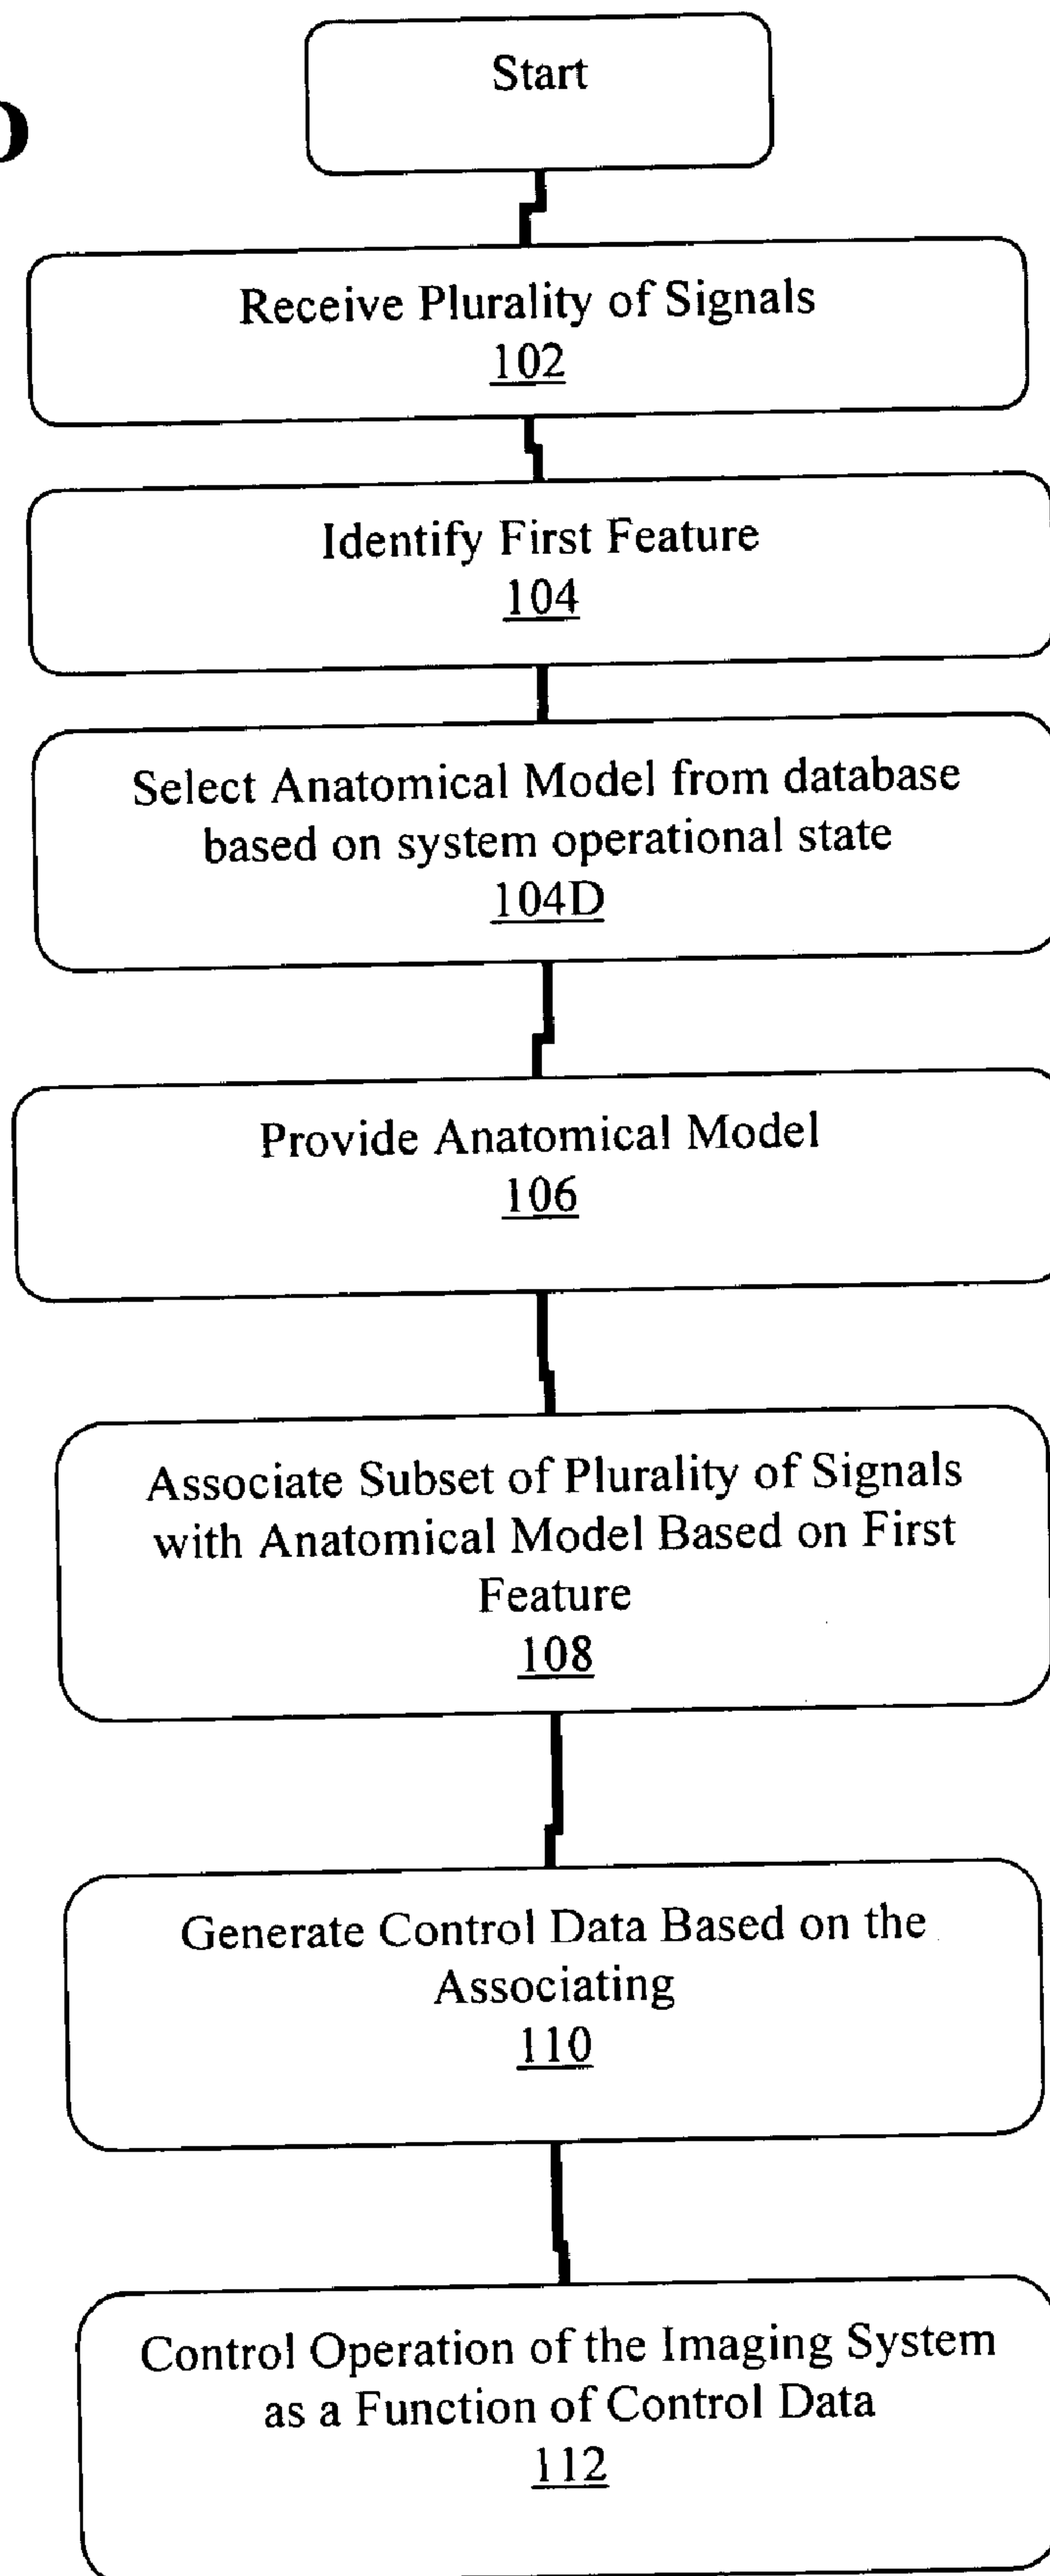 Start
Receive Plurality of Signals
102
Identify First Feature
104
Select Anatomical Model from database
based on system operational state
104D
Provide Anatomical Model
106
Associate Subset of Plurality of Signals
with Anatomical Model Based on First
Feature
108
Generate Control Data Based on the
Associating
110
Control Operation of the Imaging System
as a Function of Control Data
112